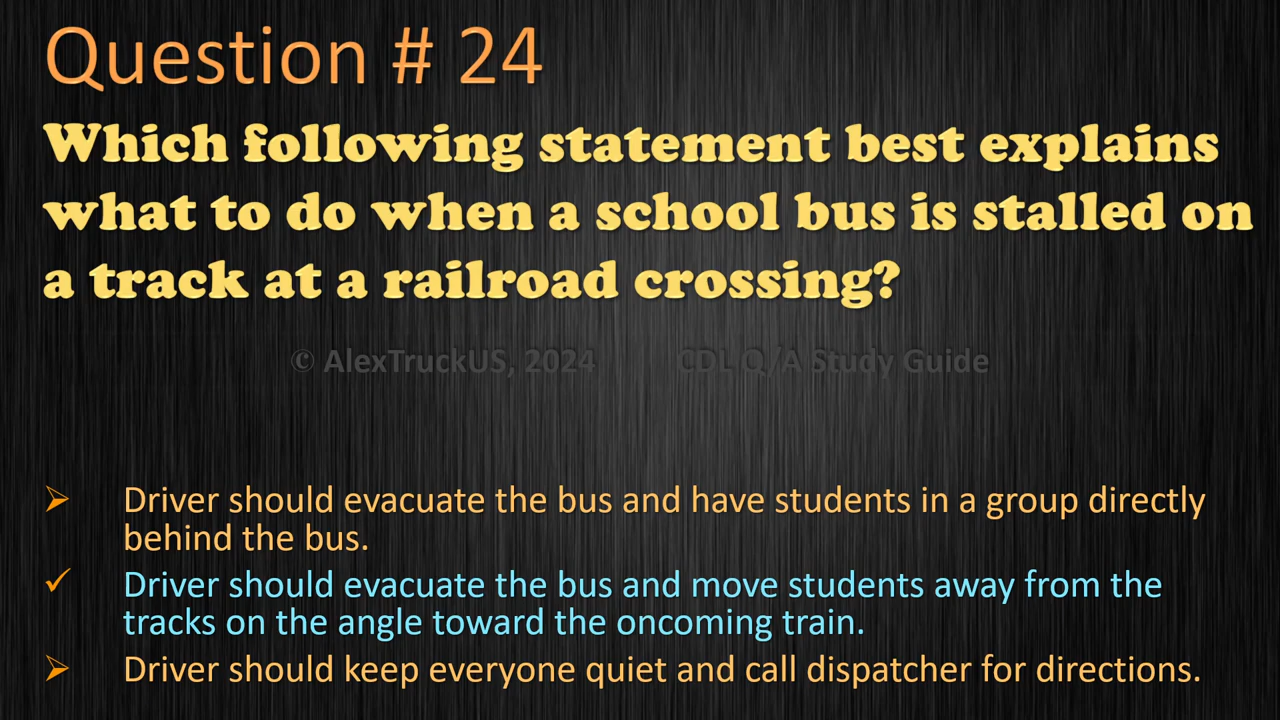 Question # 24
Which following statement best explains
what to do when a school bus is stalled on
a track at a railroad crossing?
© AlexTruckUS, 2024 CDL Q/A Study Guide
Driver should evacuate the bus and have students in a group directly
behind the bus.
Driver should evacuate the bus and move students away from the
tracks on the angle toward the oncoming train.
Driver should keep everyone quiet and call dispatcher for directions.